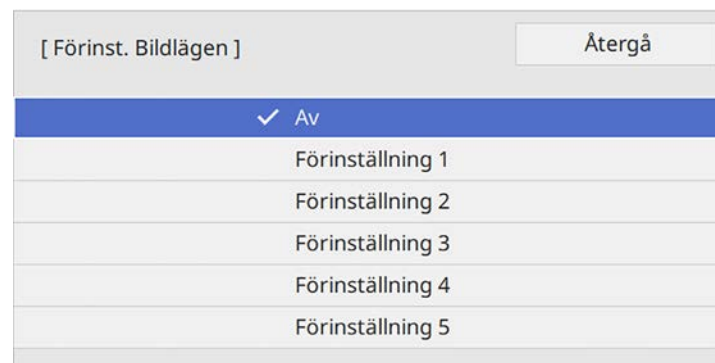 [ Förinst. Bildlägen ]
Återgå
Av
Förinställning 1
Förinställning 2
Förinställning 3
Förinställning 4
Förinställning 5